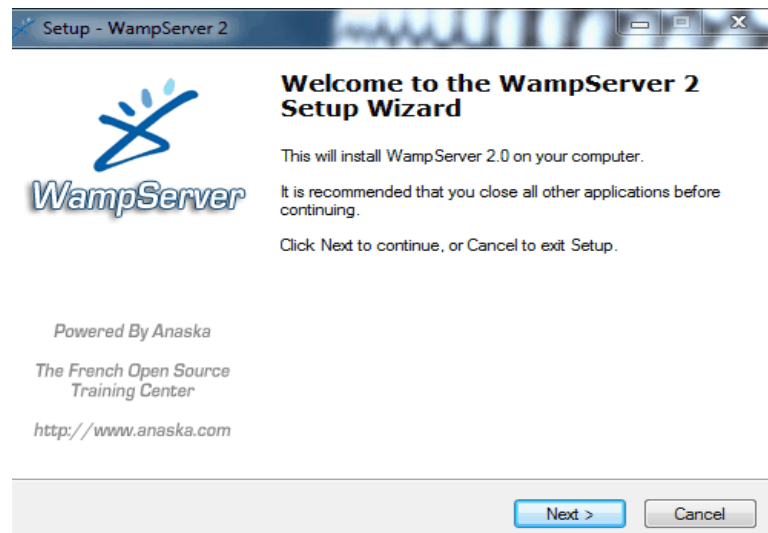 Setup - WampServer 2
Welcome to the WampServer 2
Setup Wizard
This will install WampServer 2.0 on your computer.
It is recommended that you close all other applications before
continuing.
Click Next to continue, or Cancel to exit Setup.
WampServer
Powered By Anaska
The French Open Source
Training Center
http://www.anaska.com
Next >
Cancel